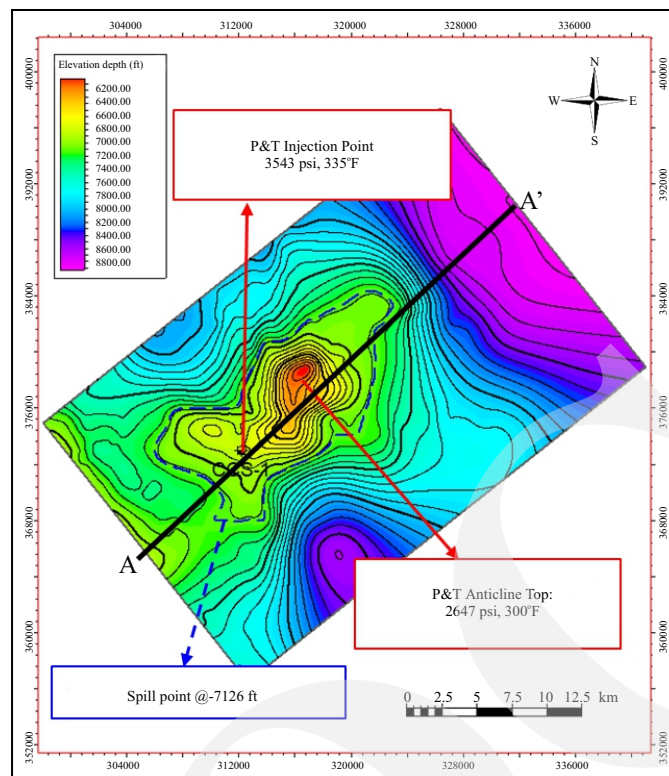 304000 312000 320000 328000 336000
Elevation depth (ft)
6200.00
6400.00
6600.00
6800.00
7000.00
7200.00
7400.00
7600.00
7800.00
8000.00
8200.00
8400.00
8600.00
8800.00
N
W E
S
P&T Injection Point
3543 psi, 335°F
A'
CCS-1
A
P&T Anticline Top:
2647 psi, 300°F
Spill point @-7126 ft
0 2.5 5 7.5 10 12.5 km
400000
392000
384000
376000
368000
360000
352000
400000
392000
384000
376000
368000
360000
352000
304000 312000 320000 328000 336000